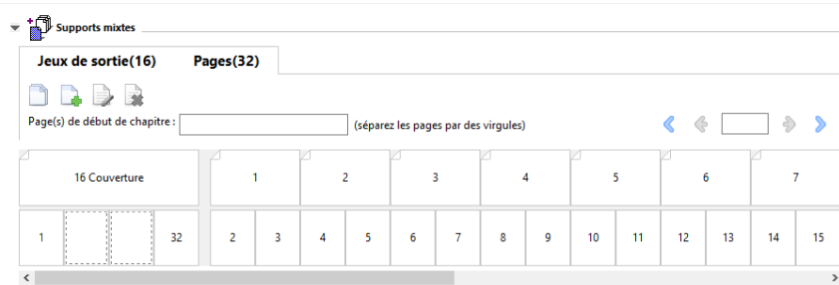 Supports mixtes
Jeux de sortie(16) Pages(32)
Page(s) de début de chapitre : (séparez les pages par des virgules)
16 Couverture 1 2 3 4 5 6 7
1 32 2 3 4 5 6 7 8 9 10 11 12 13 14 15